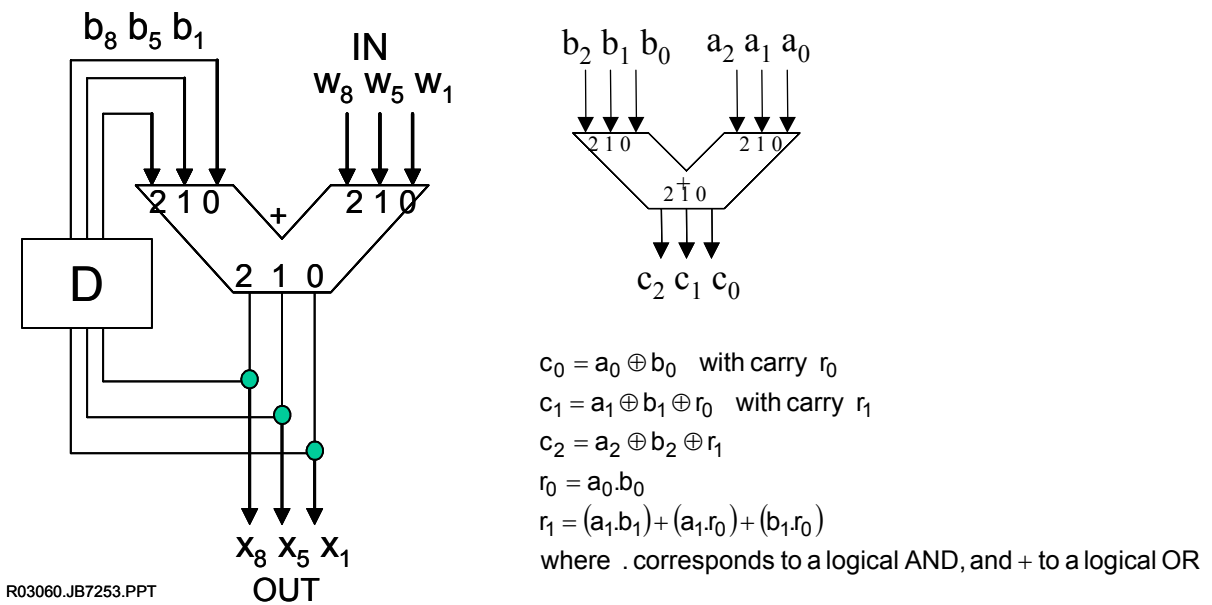 b₈ b₅ b₁
IN
w₈ w₅ w₁
2 1 0
2 1 0
+
2 1 0
D
x₈ x₅ x₁
OUT
R03060.JB7253.PPT
b₂ b₁ b₀
a₂ a₁ a₀
2 1 0
2 1 0
+
2 1 0
c₂ c₁ c₀
c₀ = a₀ ⊕ b₀ with carry r₀
c₁ = a₁ ⊕ b₁ ⊕ r₀ with carry r₁
c₂ = a₂ ⊕ b₂ ⊕ r₁
r₀ = a₀.b₀
r₁ = (a₁.b₁) + (a₁.r₀) + (b₁.r₀)
where . corresponds to a logical AND, and + to a logical OR